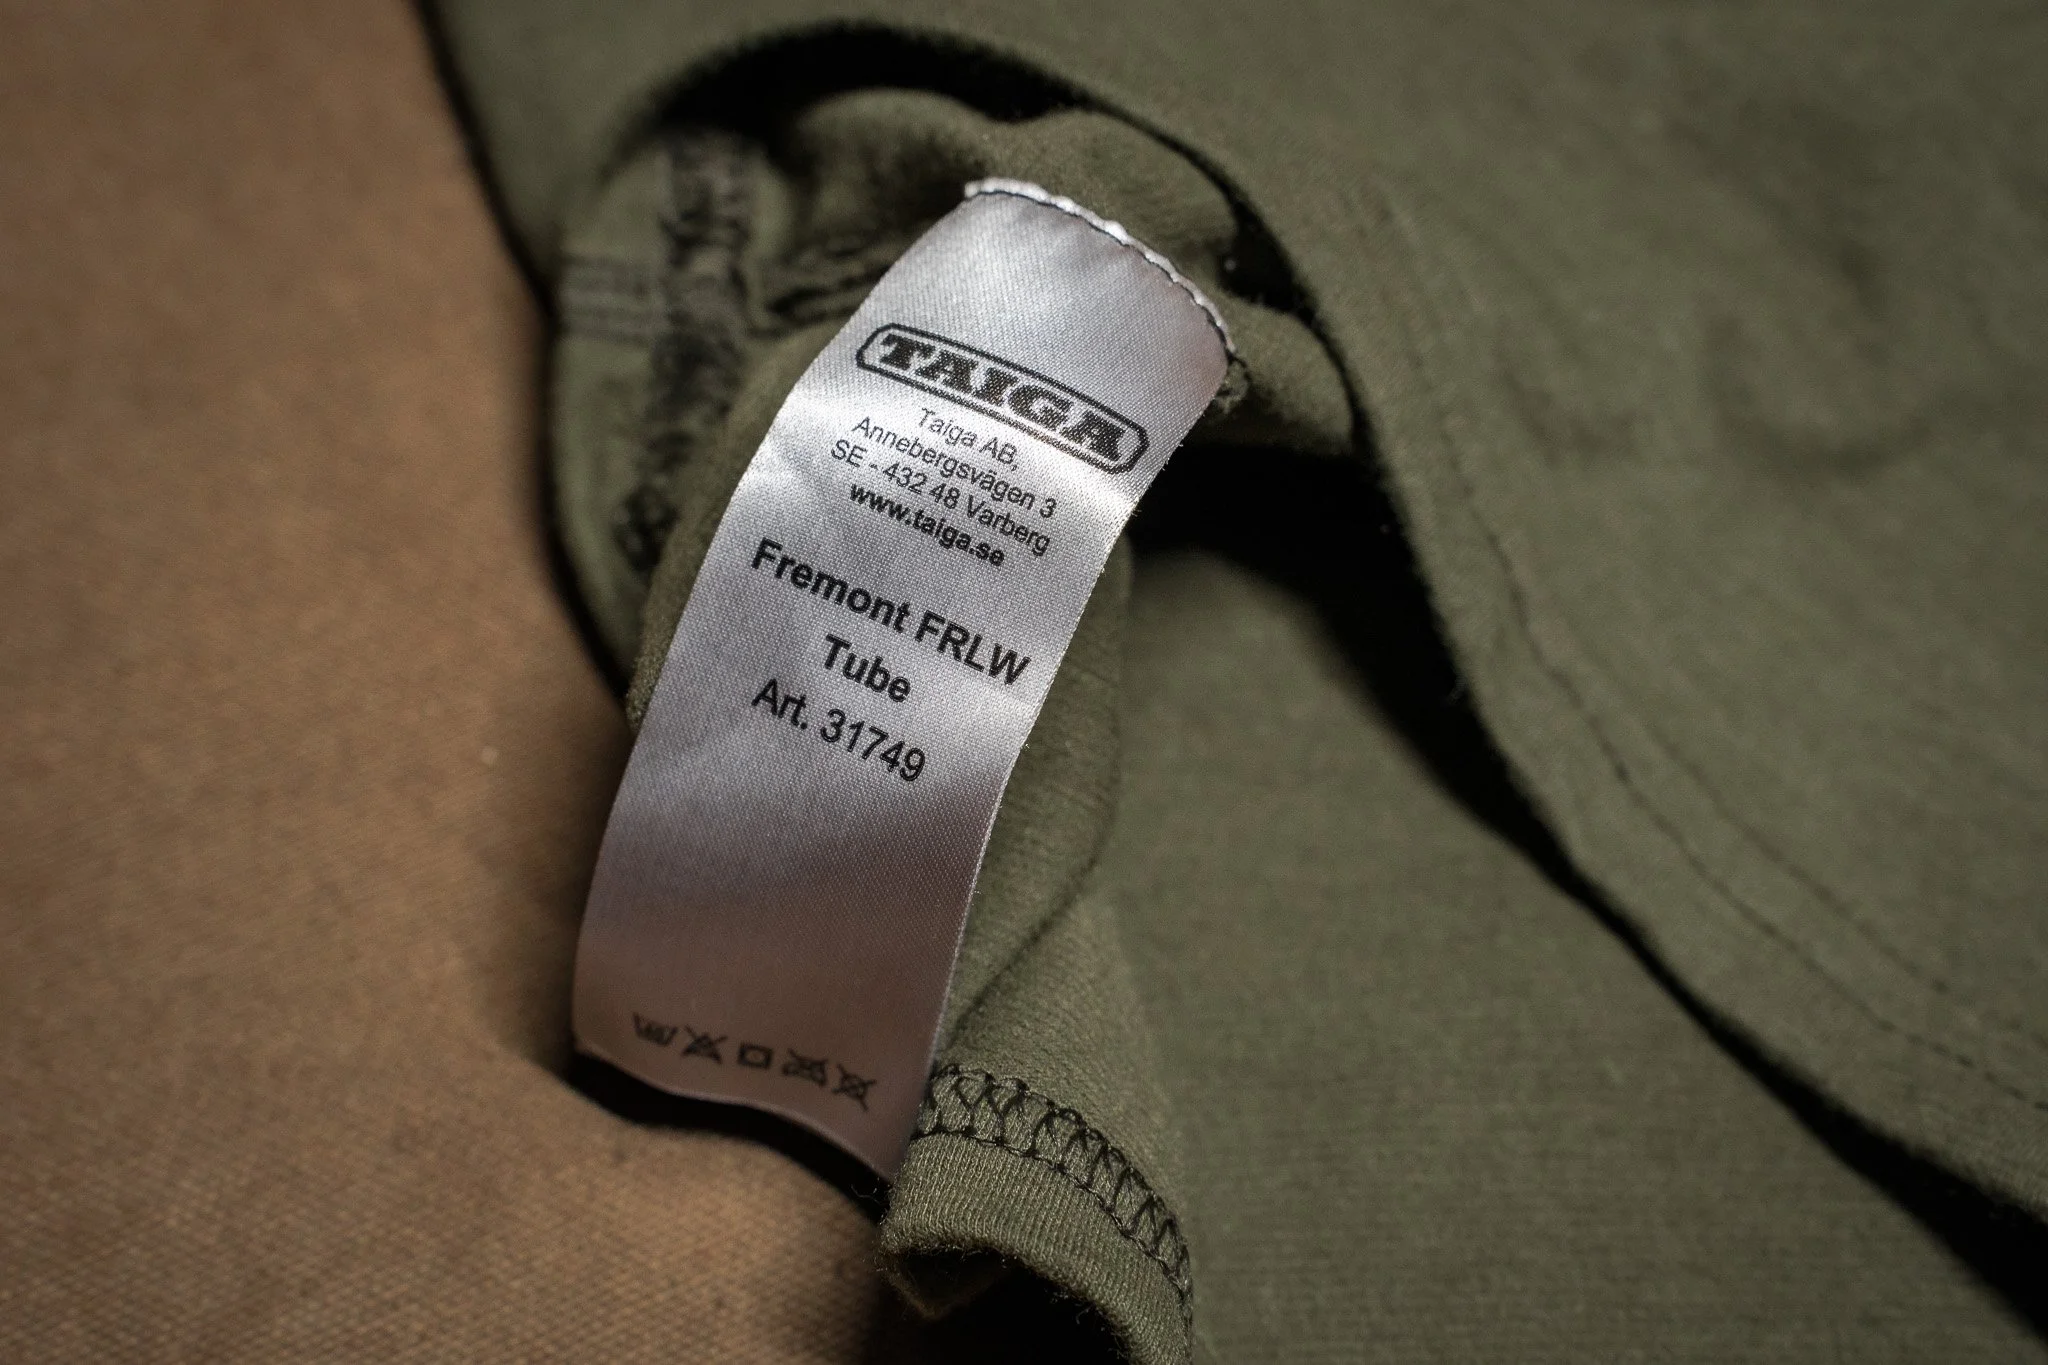 TAIGA
Taiga AB,
Annebergsvägen 3
SE - 432 48 Varberg
www.taiga.se
Fremont FRLW
Tube
Art. 31749